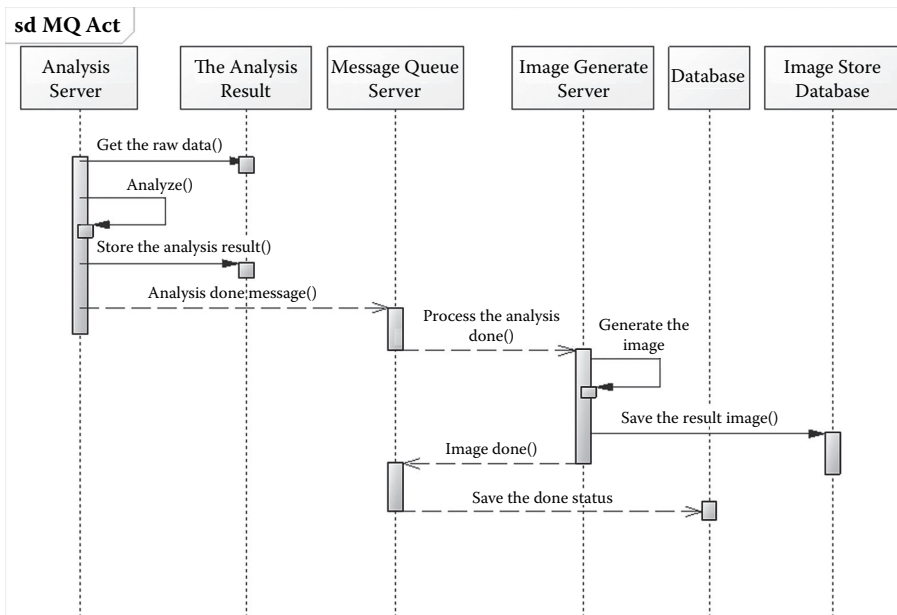 sd MQ Act
Analysis
Server
The Analysis
Result
Message Queue
Server
Image Generate
Server
Database
Image Store
Database
Get the raw data()
Analyze()
Store the analysis result()
Analysis done message()
Process the analysis
done()
Generate the
image
Save the result image()
Image done()
Save the done status